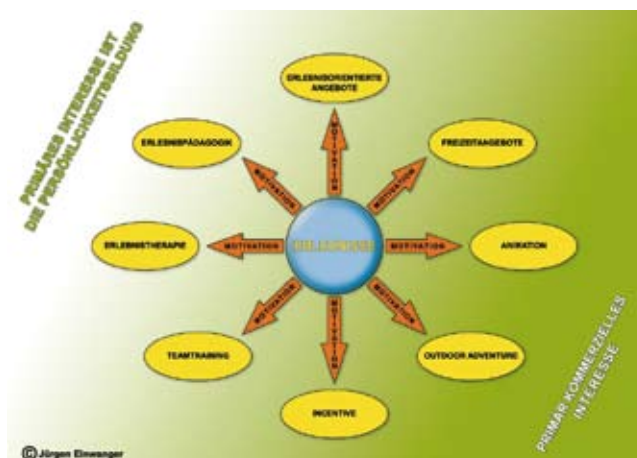 PRIMÄRES INTERESSE IST
DIE PERSÖNLICHKEITSBILDUNG
ERLEBNISORIENTIERTE
ANGEBOTE
ERLEBNISPÄDAGOGIK
FREIZEITANGEBOTE
MOTIVATION
MOTIVATION
MOTIVATION
ERLEBNISTHERAPIE
MOTIVATION
MOTIVATION
ANIMATION
MOTIVATION
MOTIVATION
MOTIVATION
TEAMTRAINING
OUTDOOR ADVENTURE
INCENTIVE
PRIMÄR KOMMERZIELLES
INTERESSE
© Jürgen Einwanger